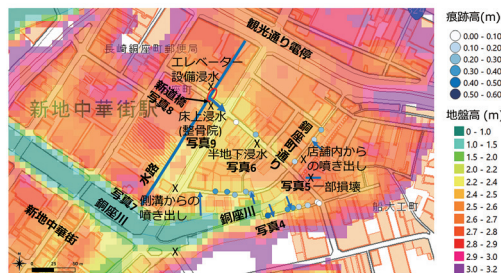 観光通り電停
長崎銀座町郵便局
エレベーター
設備浸水
新道橋
写真8
新地中華街駅
床上浸水
(整骨院)
写真9
銅座町通り
半地下浸水
写真6
店舗内から
の噴き出し
水路
写真5
一部損壊
写真7
側溝からの
噴き出し
銅座川
銅座川
写真4
新地中華街
船大工町
0
25
50 m
痕跡高(m)
0.00 - 0.10
0.10 - 0.20
0.20 - 0.30
0.30 - 0.40
0.40 - 0.50
0.50 - 0.60
地盤高 (m)
0 - 1.0
1.0 - 1.5
1.5 - 2.0
2.0 - 2.2
2.2 - 2.4
2.4 - 2.5
2.5 - 2.6
2.6 - 2.7
2.7 - 2.8
2.8 - 2.9
2.9 - 3.0
3.0 - 3.